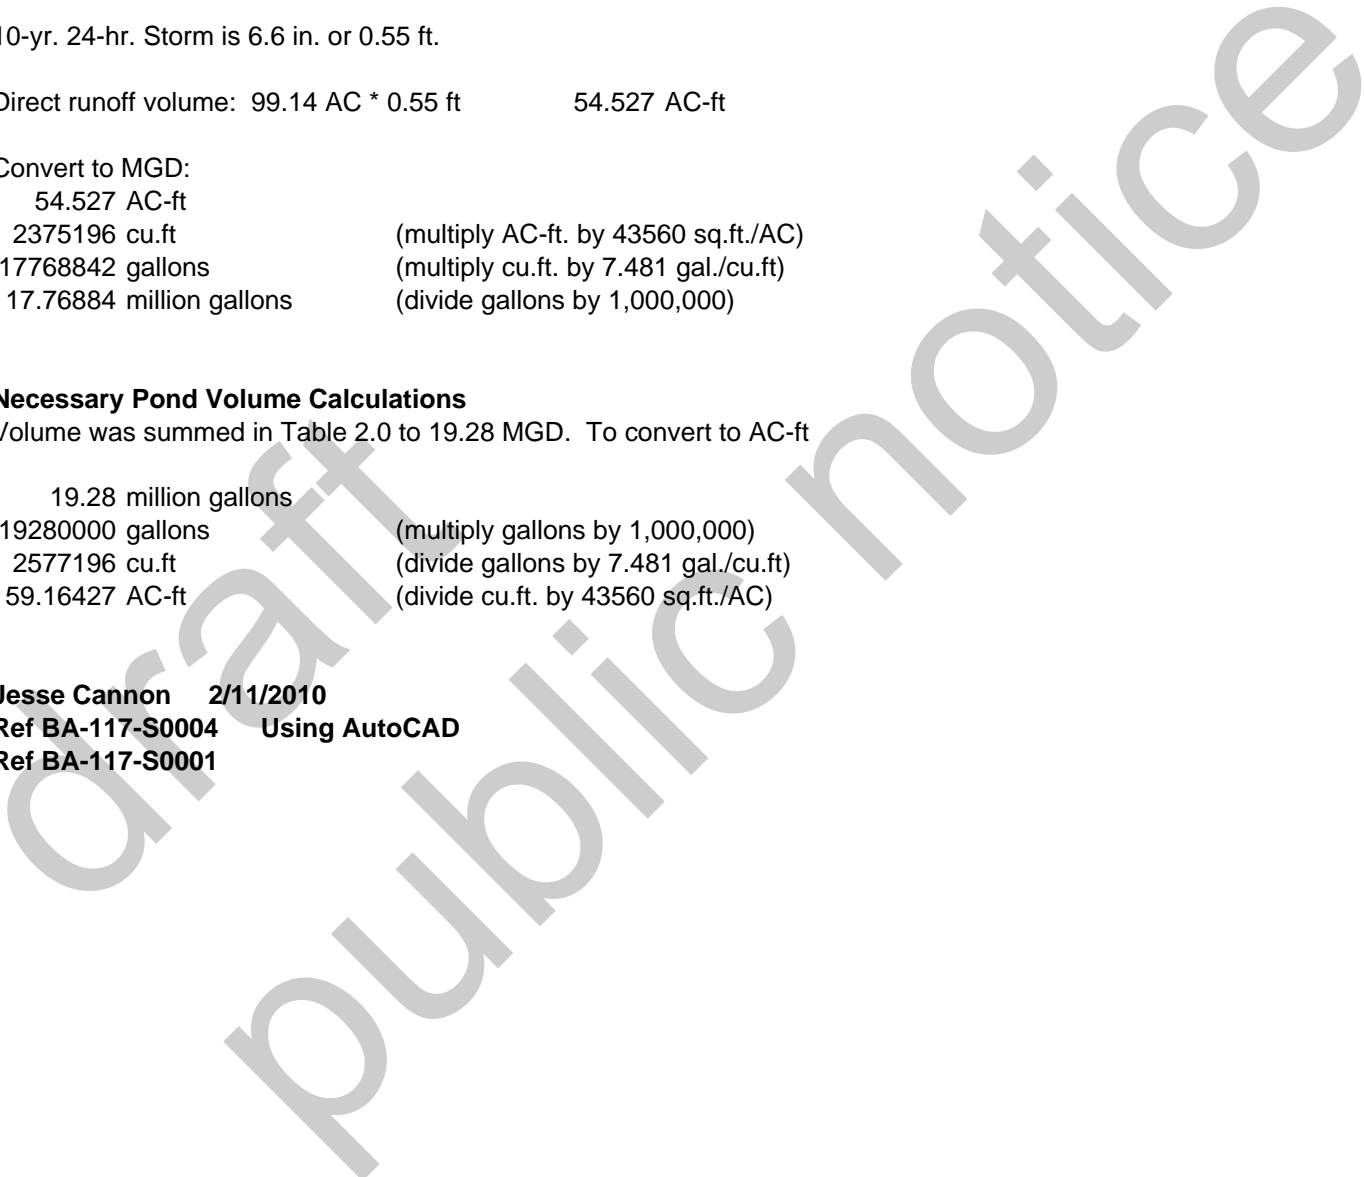 10-yr. 24-hr. Storm is 6.6 in. or 0.55 ft.
Direct runoff volume: 99.14 AC * 0.55 ft 54.527 AC-ft
Convert to MGD:
54.527 AC-ft
2375196 cu.ft (multiply AC-ft. by 43560 sq.ft./AC)
17768842 gallons (multiply cu.ft. by 7.481 gal./cu.ft)
17.76884 million gallons (divide gallons by 1,000,000)
Necessary Pond Volume Calculations
Volume was summed in Table 2.0 to 19.28 MGD. To convert to AC-ft
19.28 million gallons
19280000 gallons (multiply gallons by 1,000,000)
2577196 cu.ft (divide gallons by 7.481 gal./cu.ft)
59.16427 AC-ft (divide cu.ft. by 43560 sq.ft./AC)
Jesse Cannon 2/11/2010
Ref BA-117-S0004 Using AutoCAD
Ref BA-117-S0001
draft
public notice